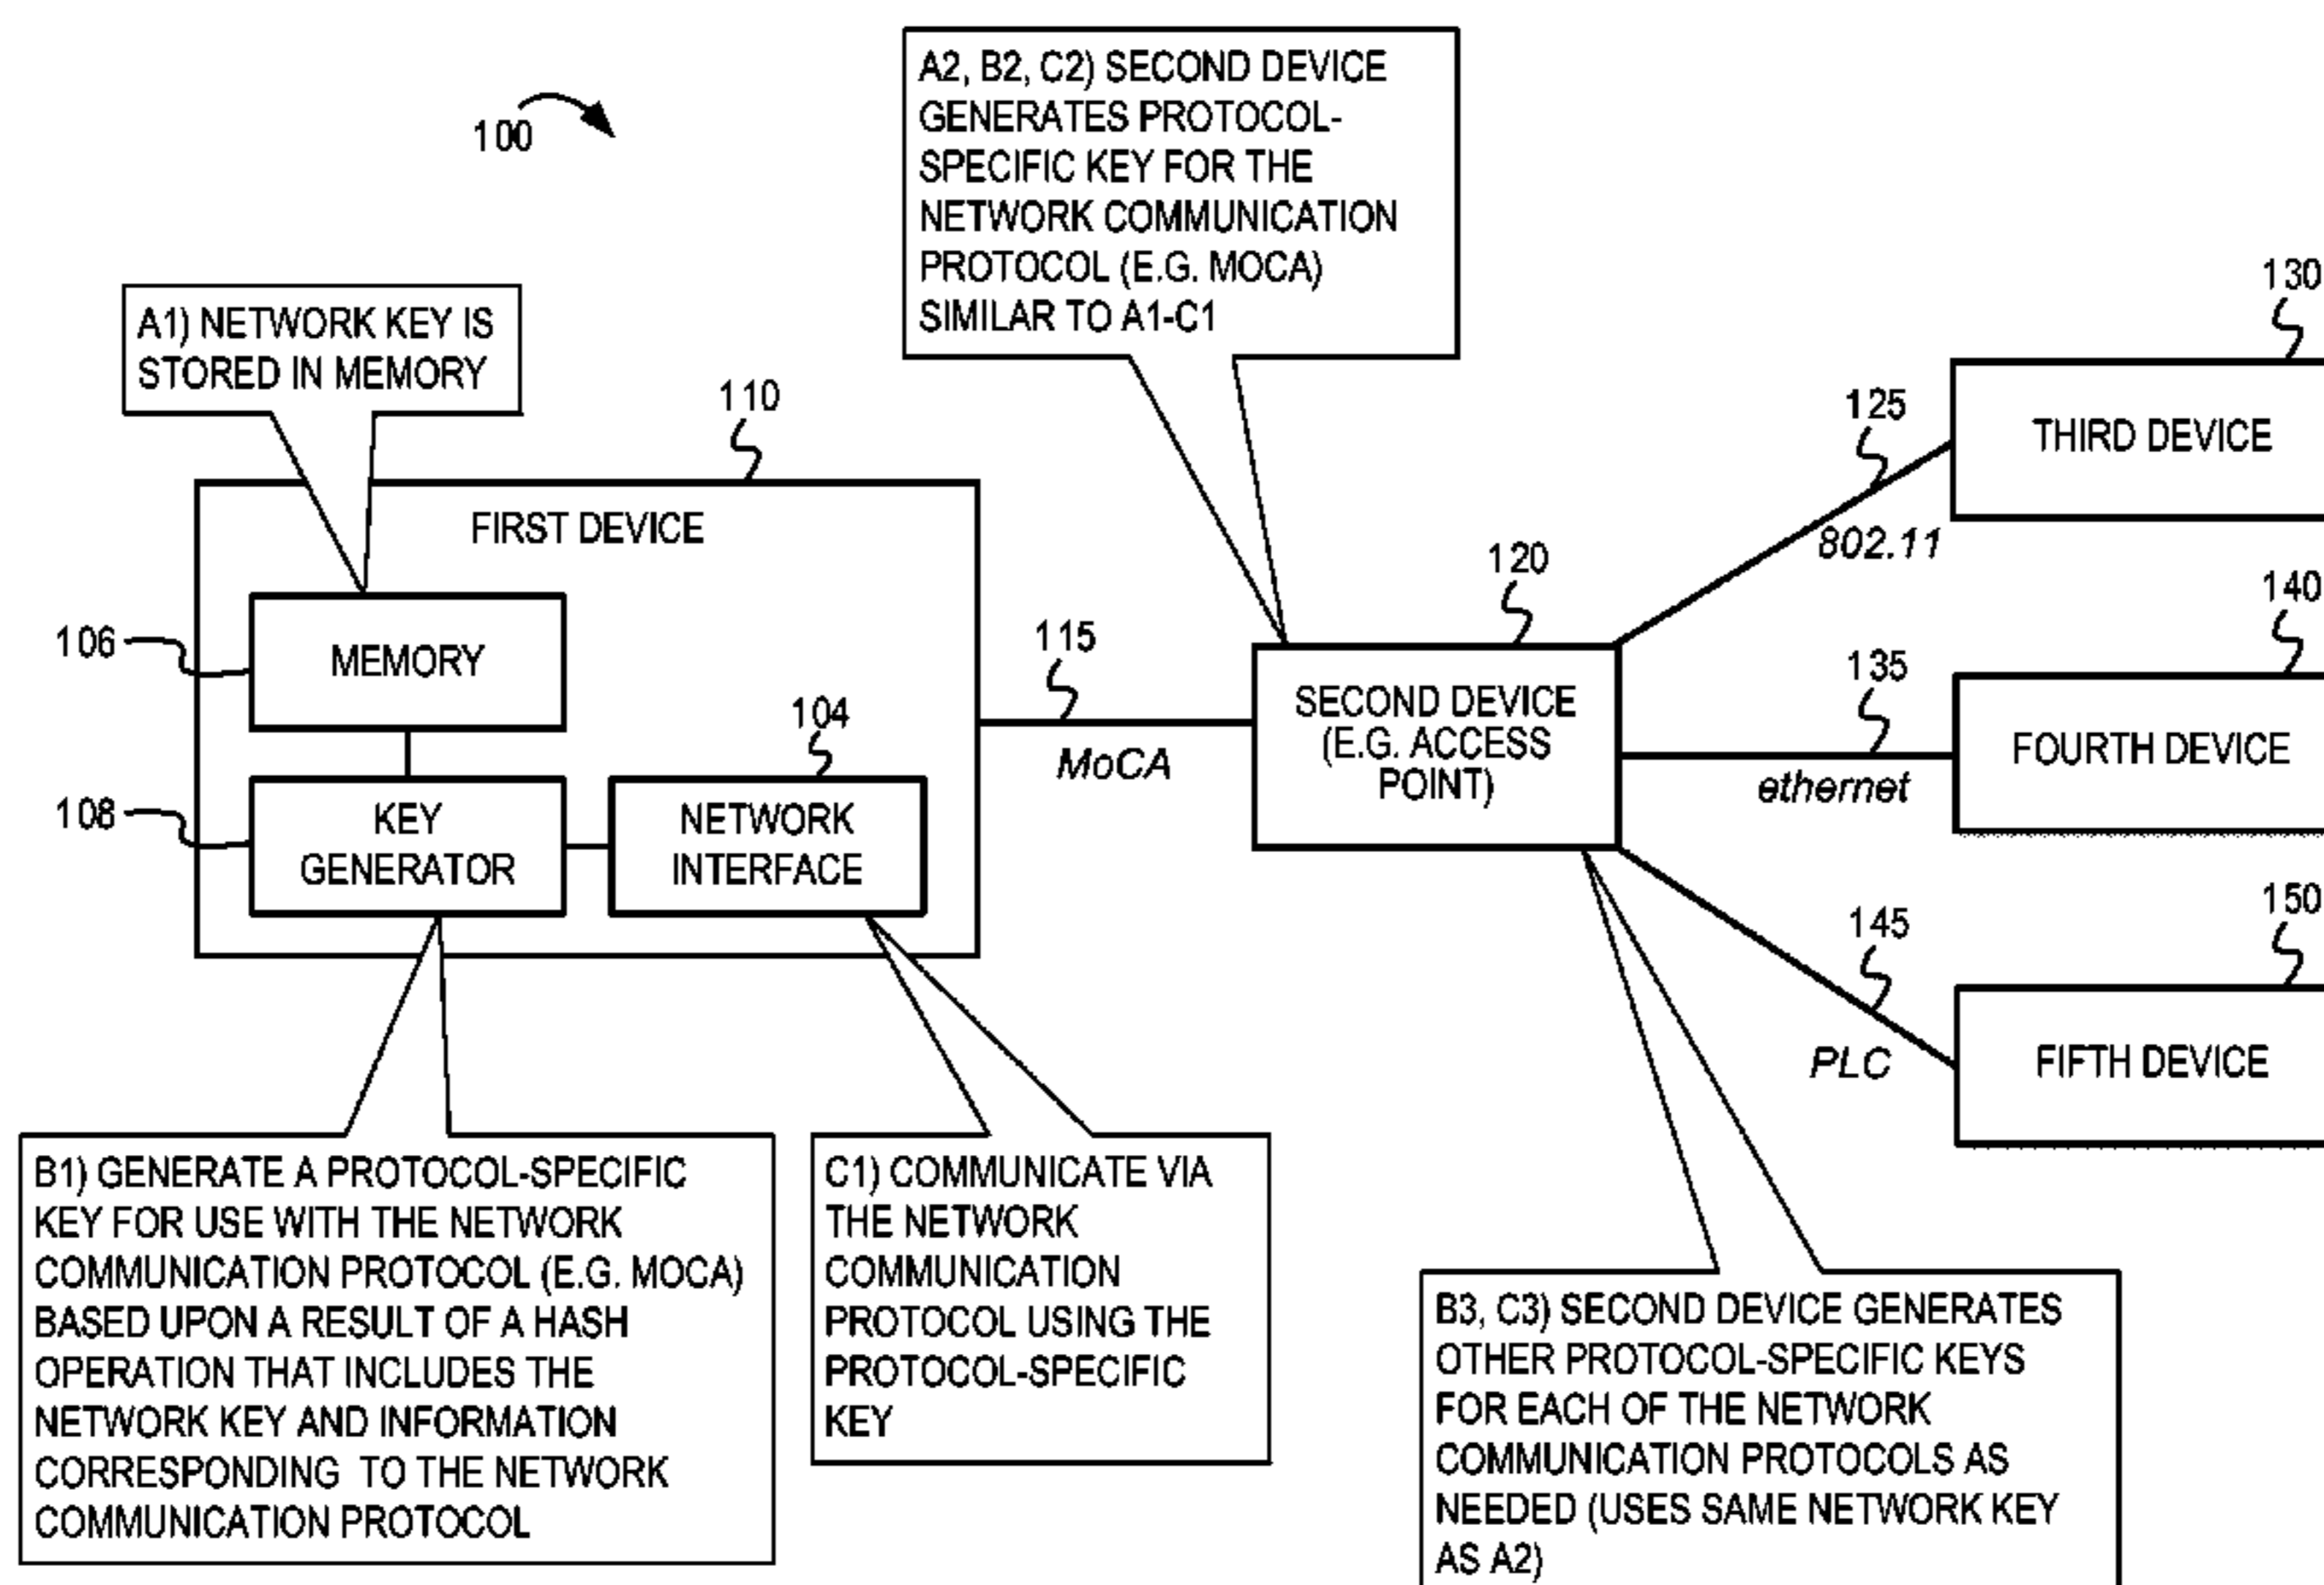 100
A2, B2, C2) SECOND DEVICE
GENERATES PROTOCOL-
SPECIFIC KEY FOR THE
NETWORK COMMUNICATION
PROTOCOL (E.G. MOCA)
SIMILAR TO A1-C1
A1) NETWORK KEY IS
STORED IN MEMORY
110
FIRST DEVICE
106
MEMORY
108
KEY
GENERATOR
104
NETWORK
INTERFACE
115
MoCA
120
SECOND DEVICE
(E.G. ACCESS
POINT)
125
802.11
130
THIRD DEVICE
135
ethernet
140
FOURTH DEVICE
145
PLC
150
FIFTH DEVICE
B1) GENERATE A PROTOCOL-SPECIFIC
KEY FOR USE WITH THE NETWORK
COMMUNICATION PROTOCOL (E.G. MOCA)
BASED UPON A RESULT OF A HASH
OPERATION THAT INCLUDES THE
NETWORK KEY AND INFORMATION
CORRESPONDING TO THE NETWORK
COMMUNICATION PROTOCOL
C1) COMMUNICATE VIA
THE NETWORK
COMMUNICATION
PROTOCOL USING THE
PROTOCOL-SPECIFIC
KEY
B3, C3) SECOND DEVICE GENERATES
OTHER PROTOCOL-SPECIFIC KEYS
FOR EACH OF THE NETWORK
COMMUNICATION PROTOCOLS AS
NEEDED (USES SAME NETWORK KEY
AS A2)